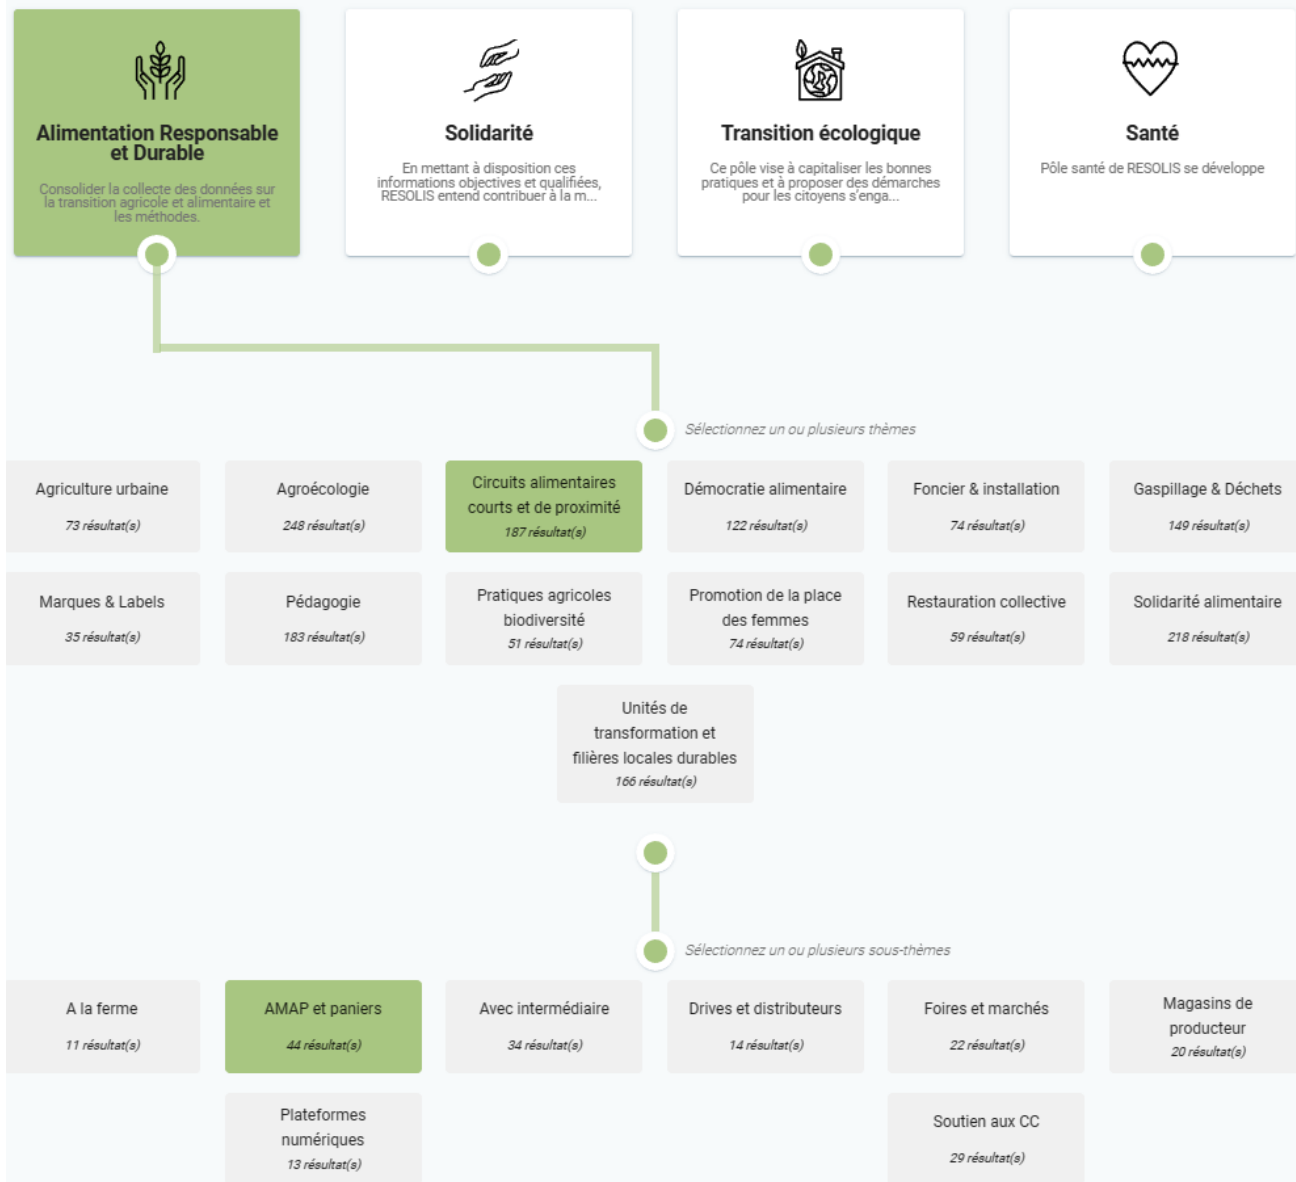 Alimentation Responsable
et Durable
Consolider la collecte des données sur
la transition agricole et alimentaire et
les méthodes.
Solidarité
En mettant à disposition ces
informations objectives et qualifiées,
RESOLIS entend contribuer à la m...
Transition écologique
Ce pôle vise à capitaliser les bonnes
pratiques et à proposer des démarches
pour les citoyens s'enga...
Santé
Pôle santé de RESOLIS se développe
Sélectionnez un ou plusieurs thèmes
Agriculture urbaine
73 résultat(s)
Agroécologie
248 résultat(s)
Circuits alimentaires
courts et de proximité
187 résultat(s)
Démocratie alimentaire
122 résultat(s)
Foncier & installation
74 résultat(s)
Gaspillage & Déchets
149 résultat(s)
Marques & Labels
35 résultat(s)
Pédagogie
183 résultat(s)
Pratiques agricoles
biodiversité
51 résultat(s)
Promotion de la place
des femmes
74 résultat(s)
Restauration collective
59 résultat(s)
Solidarité alimentaire
218 résultat(s)
Unités de
transformation et
filières locales durables
166 résultat(s)
Sélectionnez un ou plusieurs sous-thèmes
A la ferme
11 résultat(s)
AMAP et paniers
44 résultat(s)
Avec intermédiaire
34 résultat(s)
Drives et distributeurs
14 résultat(s)
Foires et marchés
22 résultat(s)
Magasins de
producteur
20 résultat(s)
Plateformes
numériques
13 résultat(s)
Soutien aux CC
29 résultat(s)